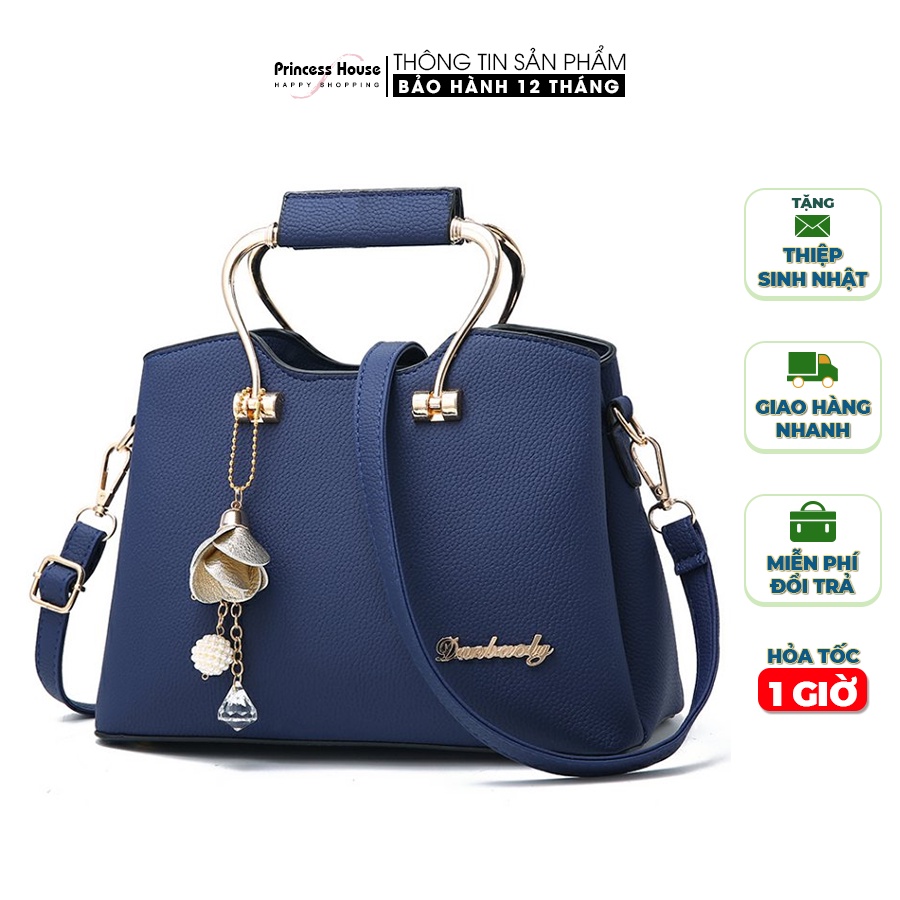 Princess House
HAPPY SHOPPING
THÔNG TIN SẢN PHẨM
BẢO HÀNH 12 THÁNG
TẶNG
THIỆP
SINH NHẬT
GIAO HÀNG
NHANH
MIỄN PHÍ
ĐỔI TRẢ
HỎA TỐC
1 GIỜ
Danbaoly